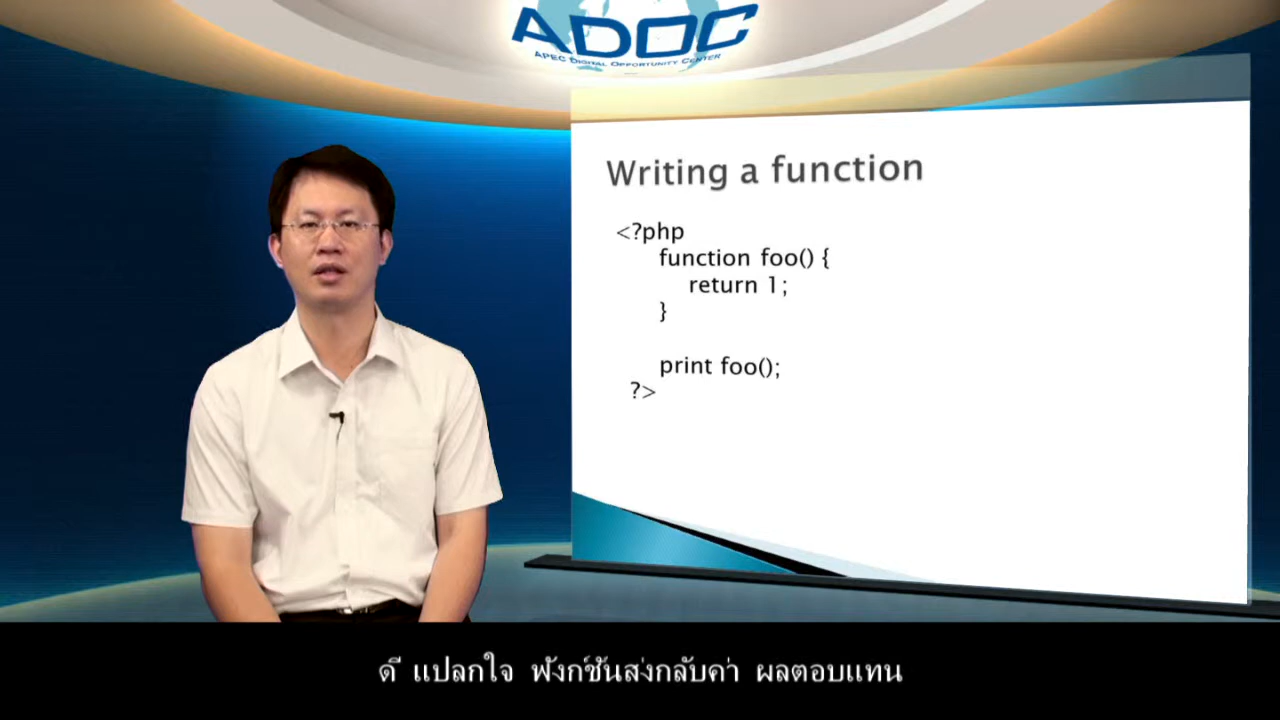 ADOC
APEC DIGITAL OPPORTUNITY CENTER
Writing a function
<?php
function foo() {
return 1;
}
print foo();
?>
ดี แปลกใจ ฟังก์ชันส่งกลับค่า ผลตอบแทน